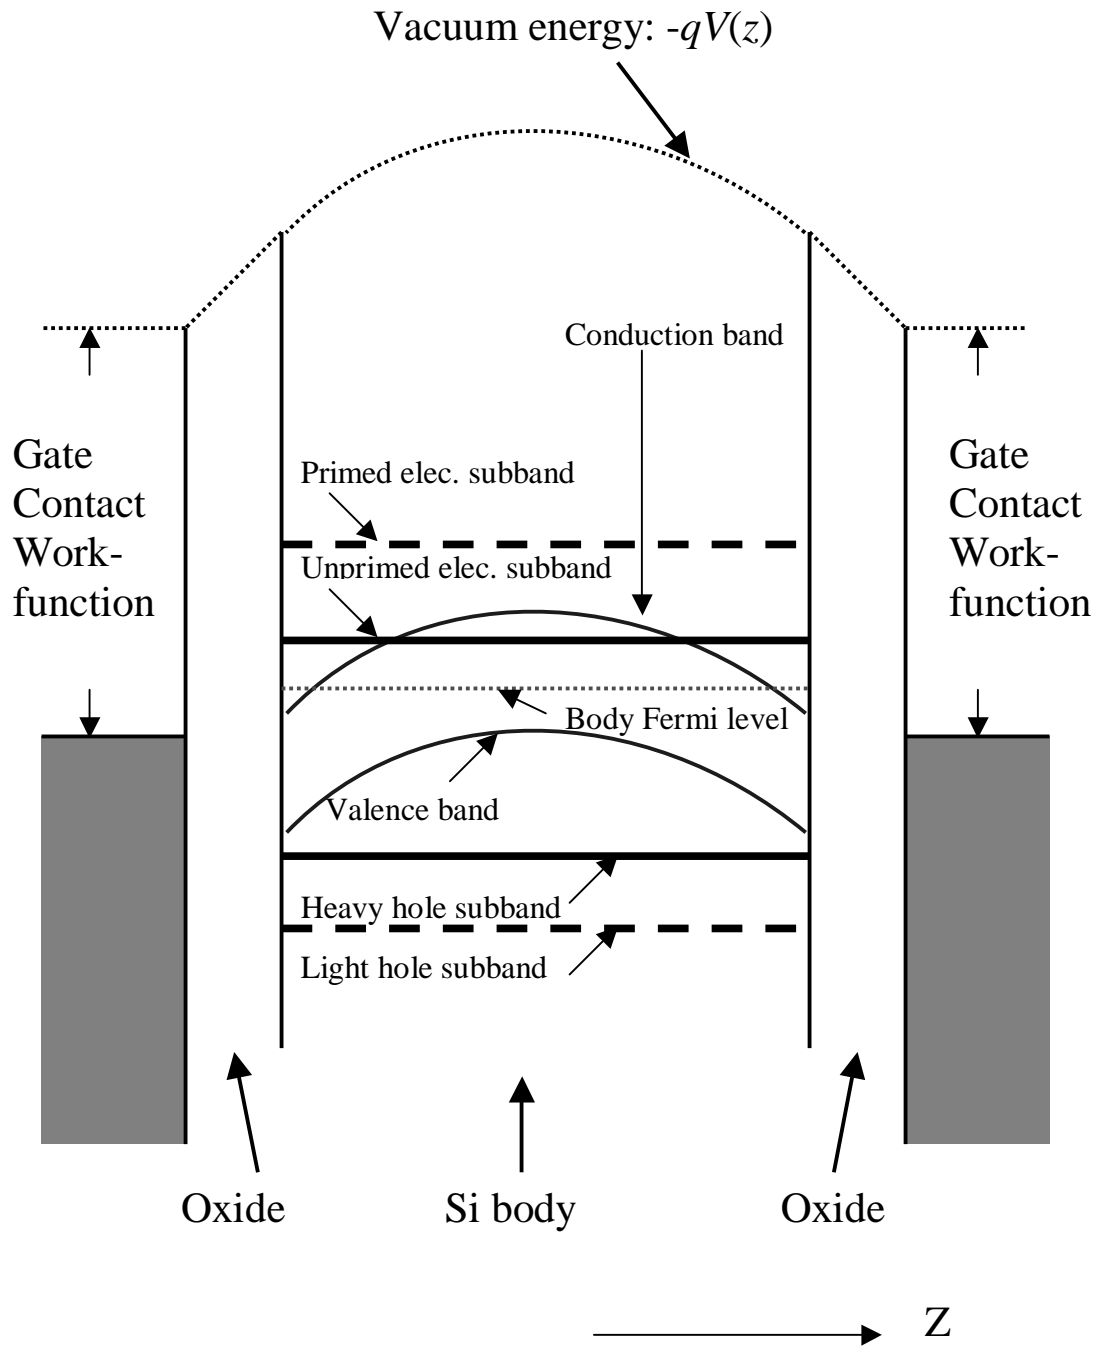 Vacuum energy: -qV(z)
Conduction band
Gate
Contact
Work-
function
Gate
Contact
Work-
function
Primed elec. subband
Unprimed elec. subband
Body Fermi level
Valence band
Heavy hole subband
Light hole subband
Oxide
Si body
Oxide
Z